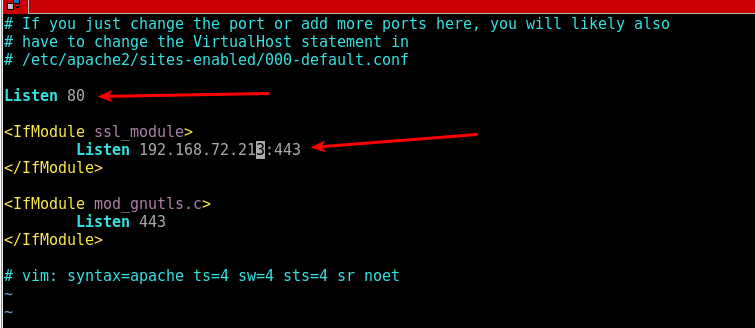 # If you just change the port or add more ports here, you will likely also
# have to change the VirtualHost statement in
# /etc/apache2/sites-enabled/000-default.conf
Listen 80
<IfModule ssl_module>
Listen 192.168.72.213:443
</IfModule>
<IfModule mod_gnutls.c>
Listen 443
</IfModule>
# vim: syntax=apache ts=4 sw=4 sts=4 sr noet
~
~